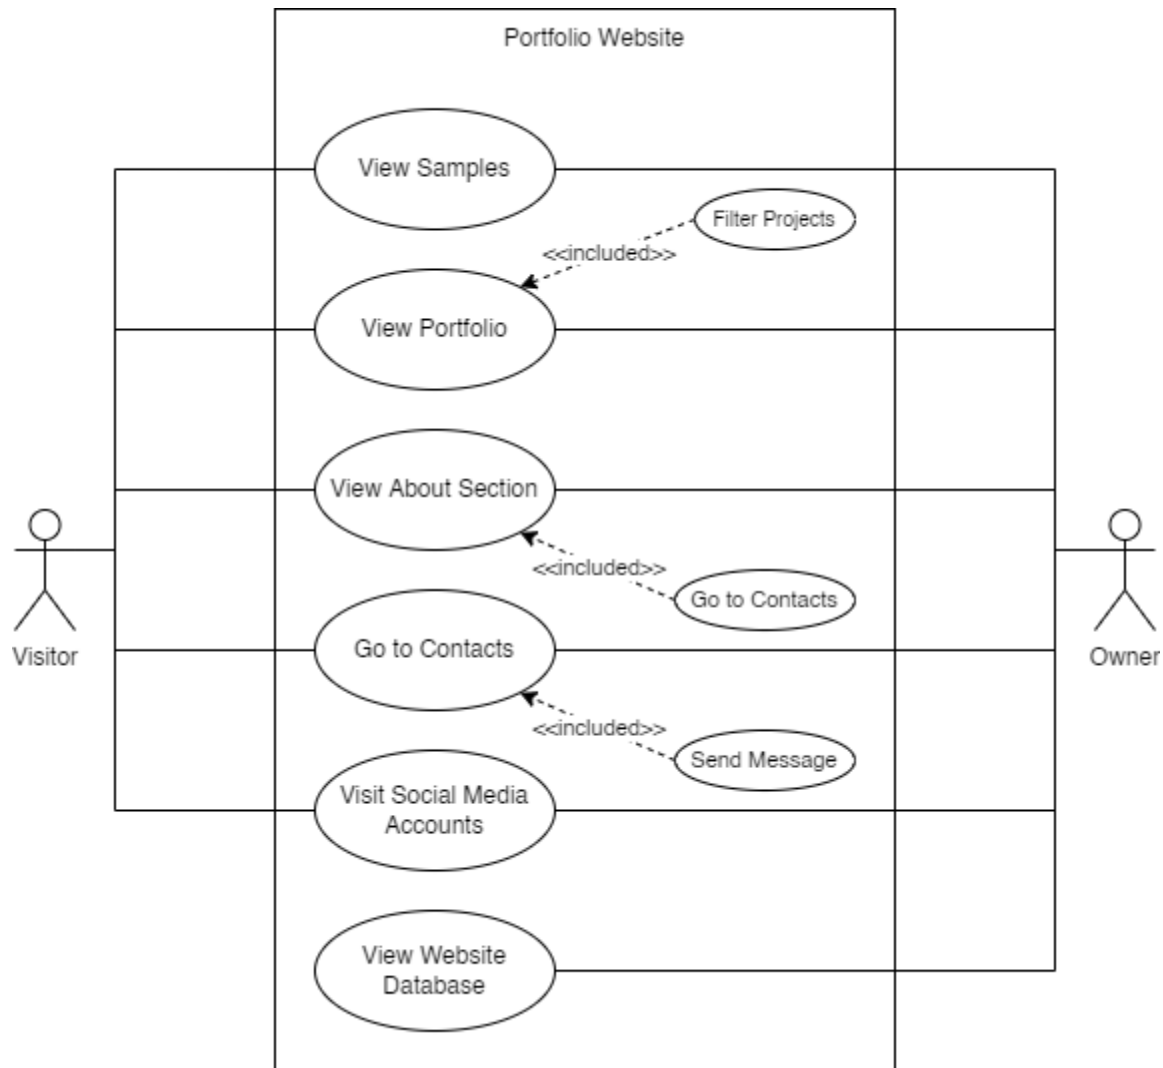 Portfolio Website
View Samples
Filter Projects
<<included>>
View Portfolio
View About Section
<<included>>
Go to Contacts
Go to Contacts
Visitor
Owner
<<included>>
Send Message
Visit Social Media
Accounts
View Website
Database